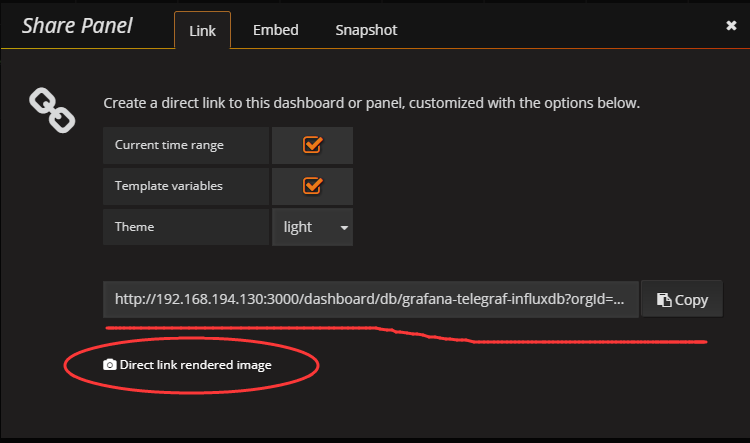 Share Panel
Link
Embed
Snapshot
Create a direct link to this dashboard or panel, customized with the options below.
Current time range
Template variables
Theme
light
http://192.168.194.130:3000/dashboard/db/grafana-telegraf-influxdb?orgId=...
Copy
Direct link rendered image